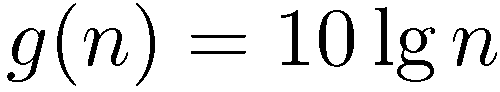 g(n) = 10 lg n